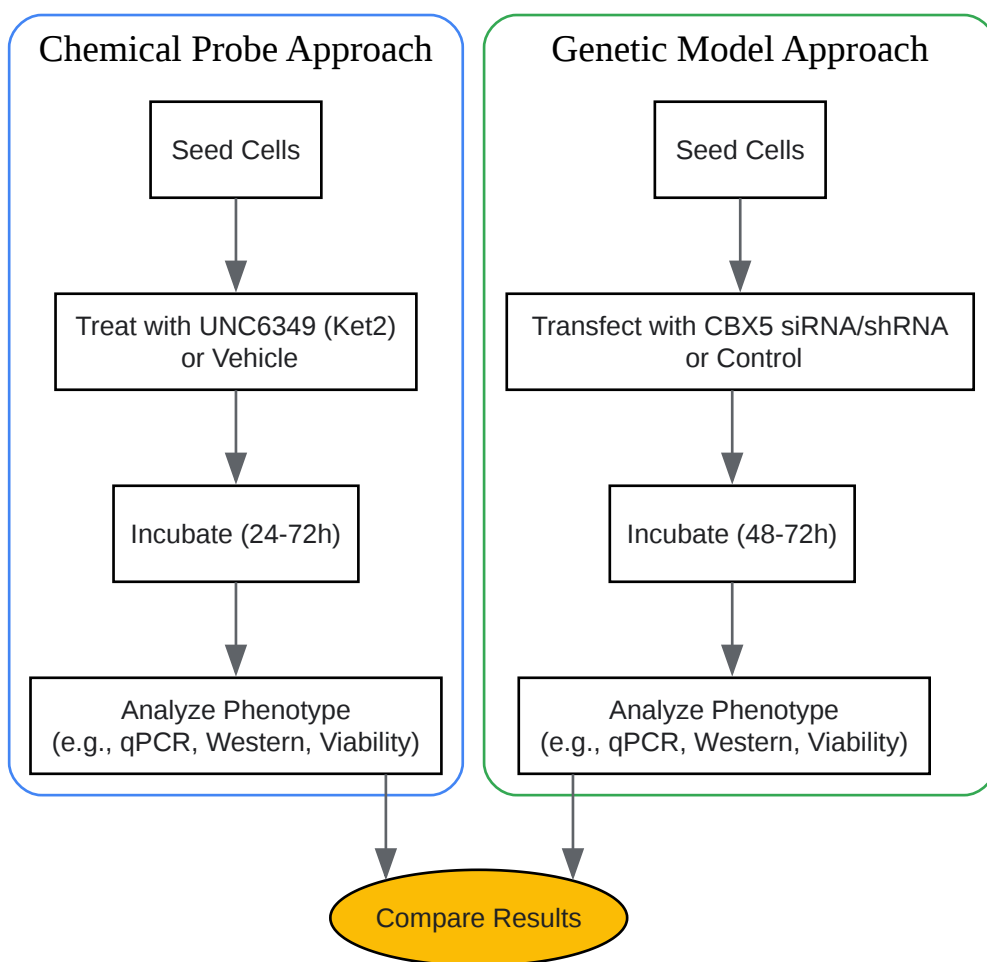 Chemical Probe Approach
Seed Cells
Treat with UNC6349 (Ket2)
or Vehicle
Incubate (24-72h)
Analyze Phenotype
(e.g., qPCR, Western, Viability)
Genetic Model Approach
Seed Cells
Transfect with CBX5 siRNA/shRNA
or Control
Incubate (48-72h)
Analyze Phenotype
(e.g., qPCR, Western, Viability)
Compare Results